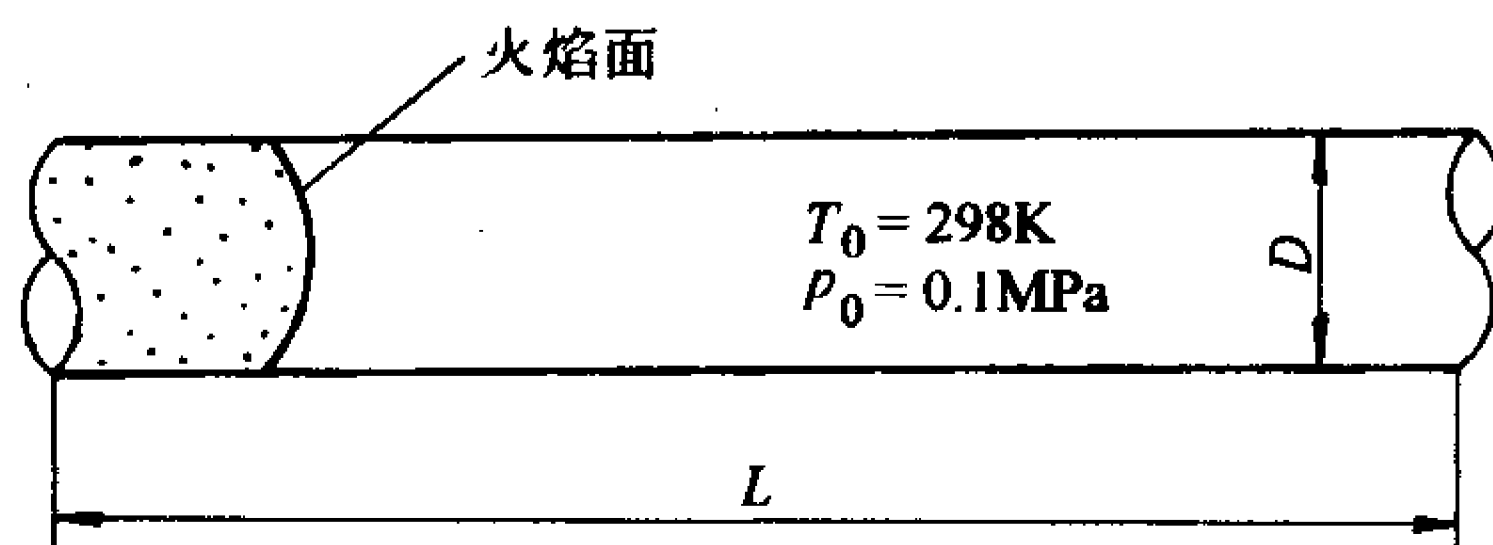 火焰面
T₀ = 298K
p₀ = 0.1MPa
D
L